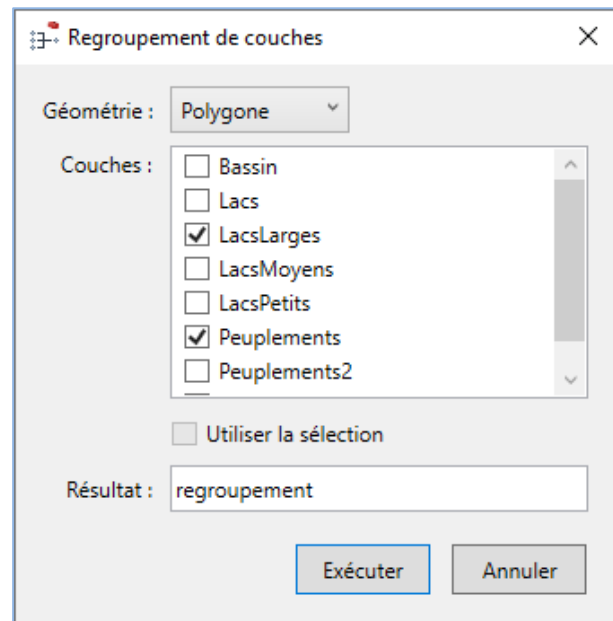 Regroupement de couches
Géométrie : Polygone
Couches : Bassin
Lacs
LacsLarges
LacsMoyens
LacsPetits
Peuplements
Peuplements2
Utiliser la sélection
Résultat : regroupement
Exécuter Annuler